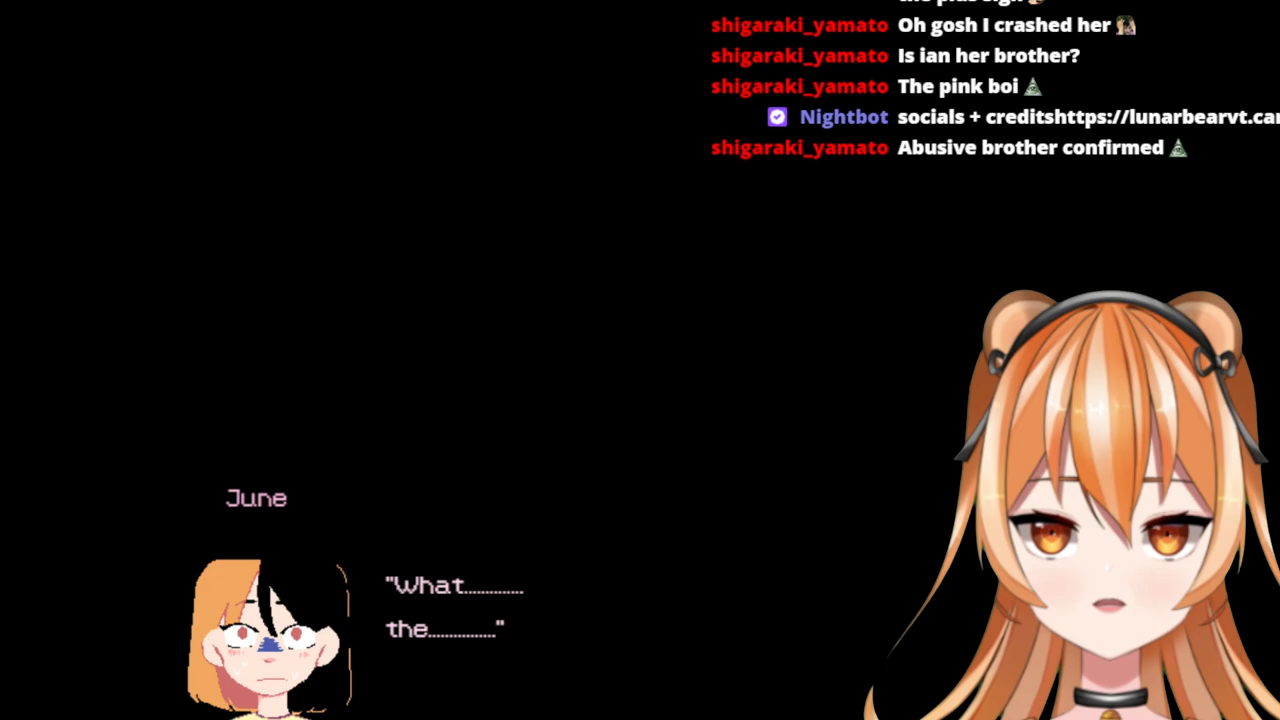 shigaraki_yamato Oh gosh I crashed her
shigaraki_yamato Is ian her brother?
shigaraki_yamato The pink boi
Nightbot socials + creditshttps://lunarbearvt.car
shigaraki_yamato Abusive brother confirmed
June
"What..............
the................"